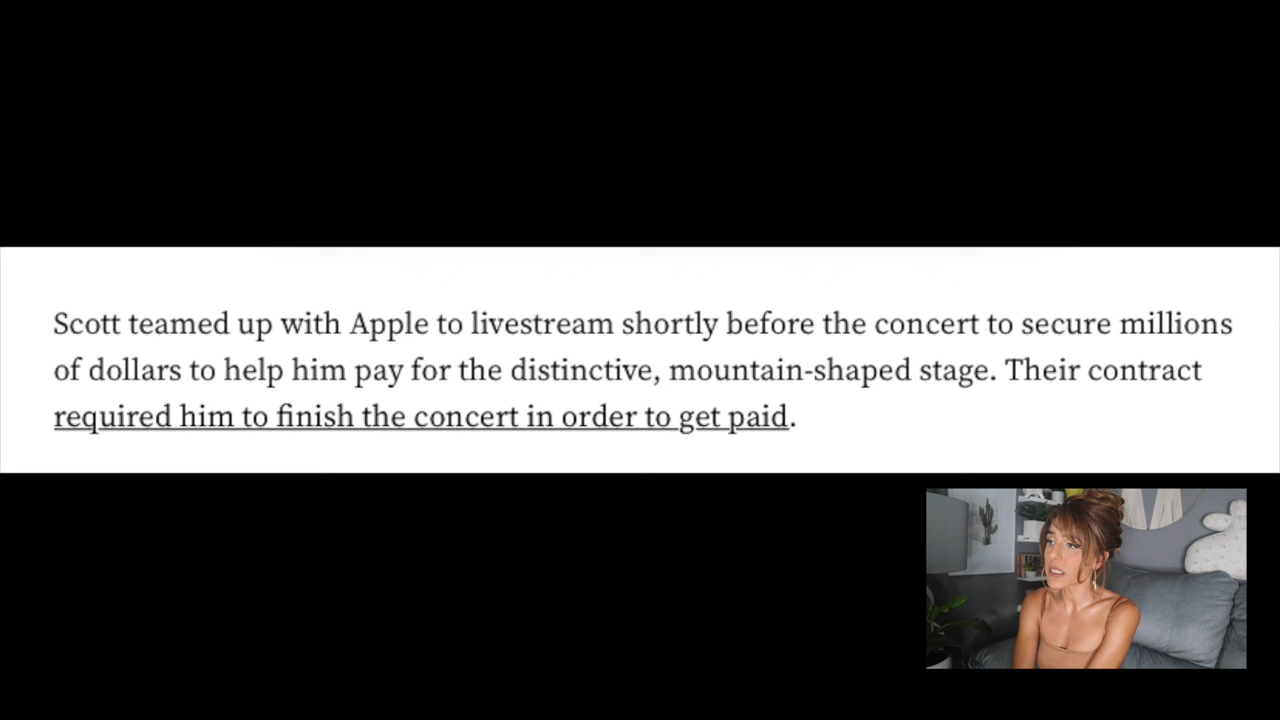 Scott teamed up with Apple to livestream shortly before the concert to secure millions
of dollars to help him pay for the distinctive, mountain-shaped stage. Their contract
required him to finish the concert in order to get paid.